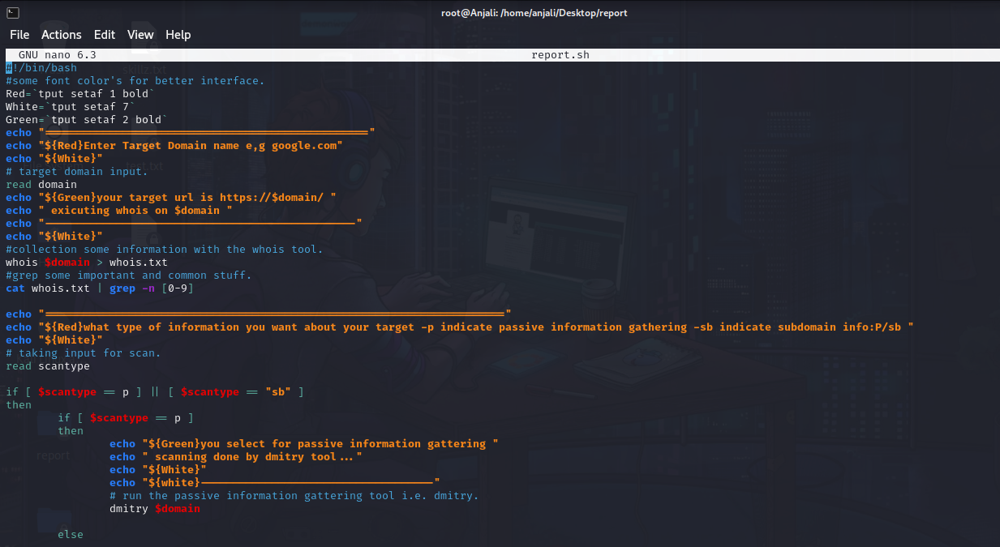 root@Anjali: /home/anjali/Desktop/report
File Actions Edit View Help
GNU nano 6.3 report.sh
#!/bin/bash
#some font color's for better interface.
Red=`tput setaf 1 bold`
White=`tput setaf 7`
Green=`tput setaf 2 bold`
echo "=================================================="
echo "${Red}Enter Target Domain name e,g google.com"
echo "${White}"
# target domain input.
read domain
echo "${Green}your target url is https://$domain/ "
echo " exicuting whois on $domain "
echo "------------------------------------------------"
echo "${White}"
#collection some information with the whois tool.
whois $domain > whois.txt
#grep some important and common stuff.
cat whois.txt | grep -n [0-9]
echo "======================================================================="
echo "${Red}what type of information you want about your target -p indicate passive information gathering -sb indicate subdomain info:P/sb "
echo "${White}"
# taking input for scan.
read scantype
if [ $scantype == p ] || [ $scantype == "sb" ]
then
if [ $scantype == p ]
then
echo "${Green}you select for passive information gattering "
echo " scanning done by dmitry tool..."
echo "${White}"
echo "${white}------------------------------------"
# run the passive information gattering tool i.e. dmitry.
dmitry $domain
else
report